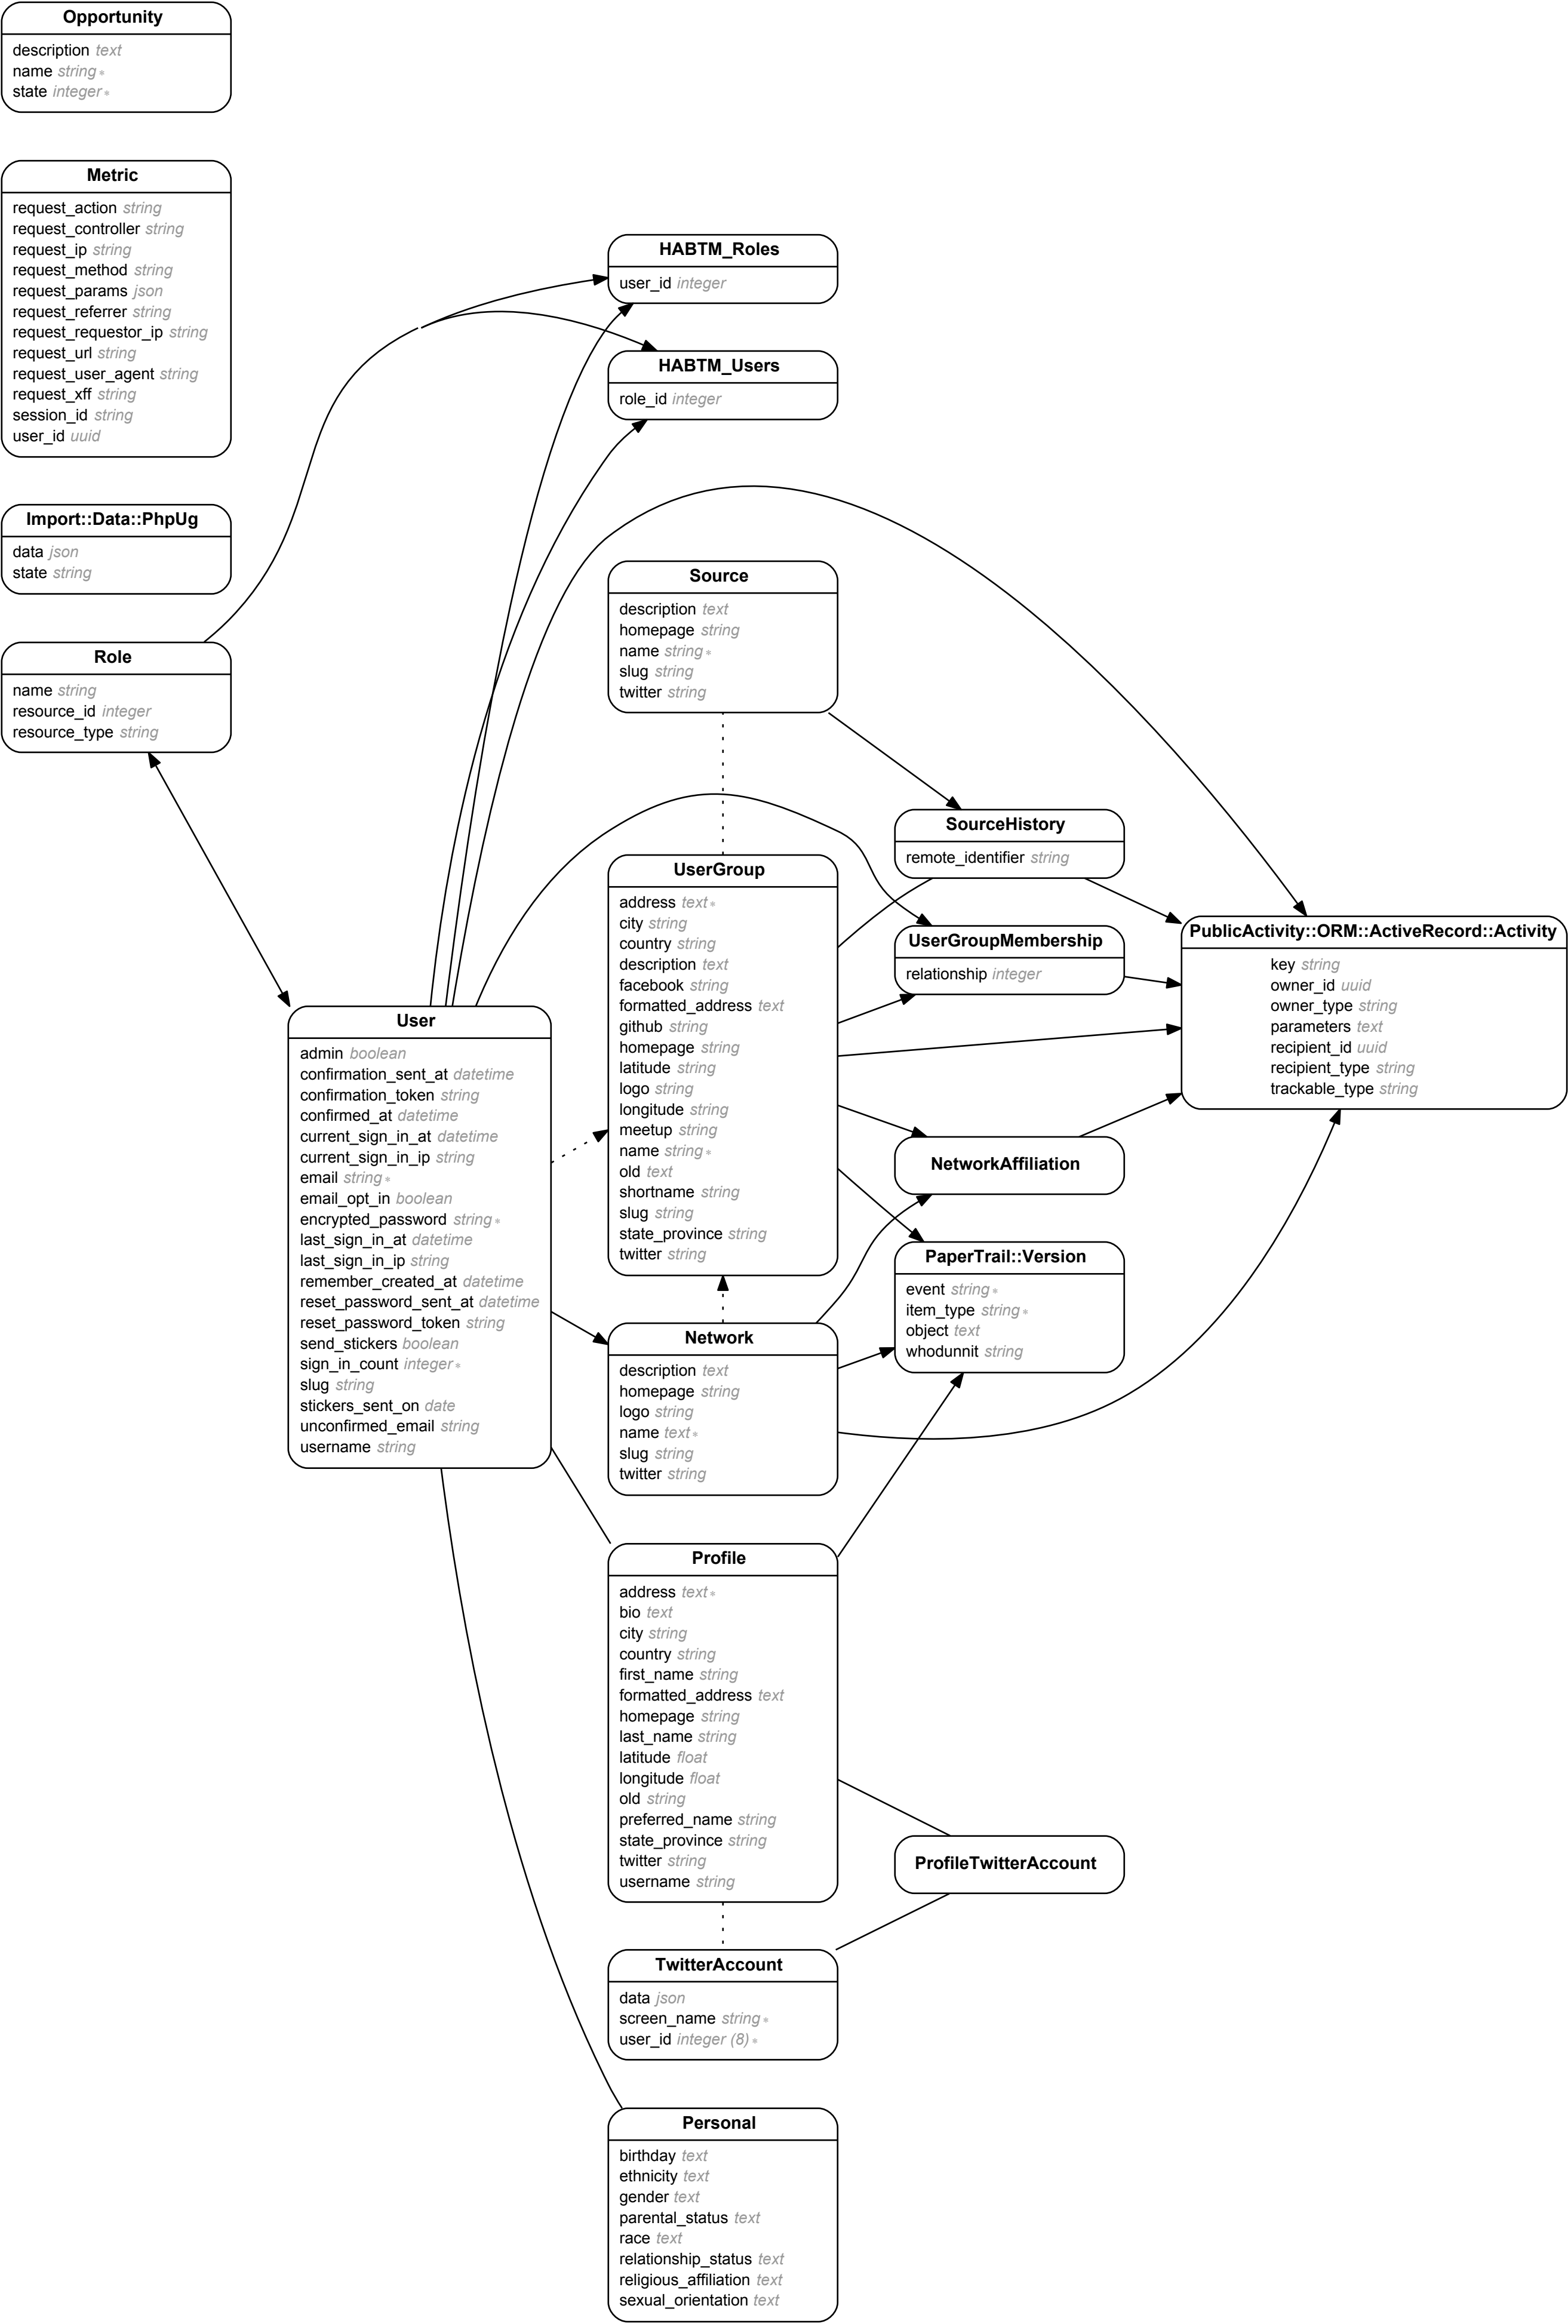 Opportunity
description text
name string *
state integer *
Metric
request_action string
request_controller string
request_ip string
request_method string
request_params json
request_referrer string
request_requestor_ip string
request_url string
request_user_agent string
request_xff string
session_id string
user_id uuid
Import::Data::PhpUg
data json
state string
Role
name string
resource_id integer
resource_type string
User
admin boolean
confirmation_sent_at datetime
confirmation_token string
confirmed_at datetime
current_sign_in_at datetime
current_sign_in_ip string
email string *
email_opt_in boolean
encrypted_password string *
last_sign_in_at datetime
last_sign_in_ip string
remember_created_at datetime
reset_password_sent_at datetime
reset_password_token string
send_stickers boolean
sign_in_count integer *
slug string
stickers_sent_on date
unconfirmed_email string
username string
HABTM_Roles
user_id integer
HABTM_Users
role_id integer
Source
description text
homepage string
name string *
slug string
twitter string
UserGroup
address text *
city string
country string
description text
facebook string
formatted_address text
github string
homepage string
latitude string
logo string
longitude string
meetup string
name string *
old text
shortname string
slug string
state_province string
twitter string
Network
description text
homepage string
logo string
name text *
slug string
twitter string
Profile
address text *
bio text
city string
country string
first_name string
formatted_address text
homepage string
last_name string
latitude float
longitude float
old string
preferred_name string
state_province string
twitter string
username string
TwitterAccount
data json
screen_name string *
user_id integer (8) *
Personal
birthday text
ethnicity text
gender text
parental_status text
race text
relationship_status text
religious_affiliation text
sexual_orientation text
SourceHistory
remote_identifier string
UserGroupMembership
relationship integer
NetworkAffiliation
PaperTrail::Version
event string *
item_type string *
object text
whodunnit string
ProfileTwitterAccount
PublicActivity::ORM::ActiveRecord::Activity
key string
owner_id uuid
owner_type string
parameters text
recipient_id uuid
recipient_type string
trackable_type string